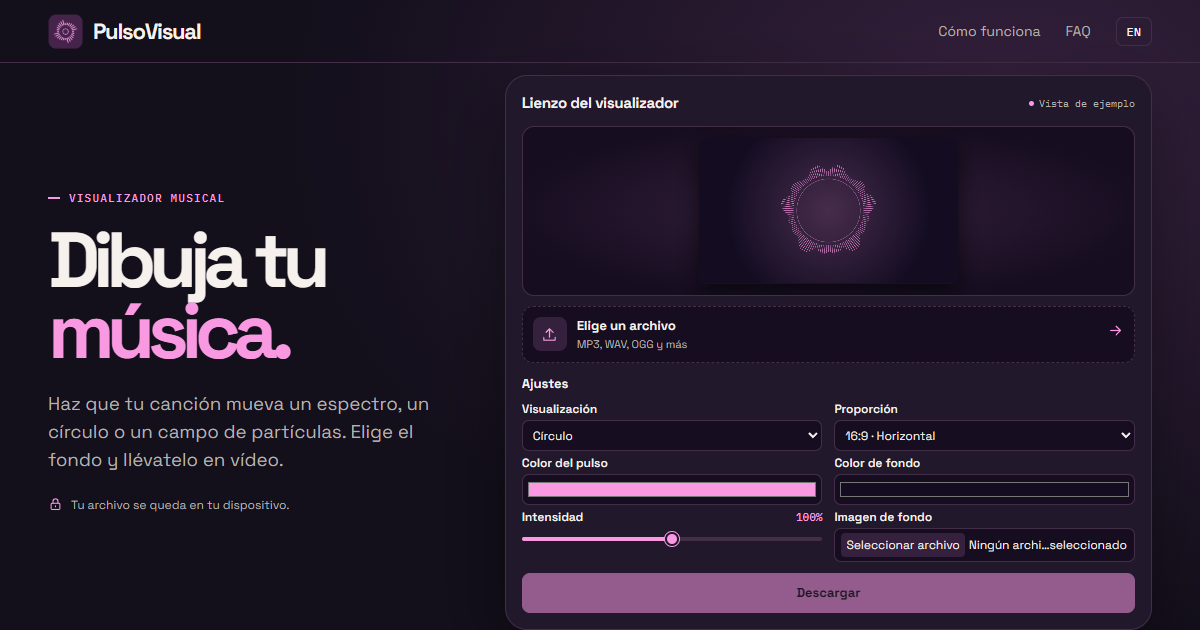 PulsoVisual
Cómo funciona
FAQ
EN
VISUALIZADOR MUSICAL
Dibuja tu
música.
Haz que tu canción mueva un espectro, un
círculo o un campo de partículas. Elige el
fondo y llévatelo en vídeo.
Tu archivo se queda en tu dispositivo.
Lienzo del visualizador
Vista de ejemplo
Elige un archivo
MP3, WAV, OGG y más
Ajustes
Visualización
Círculo
Proporción
16:9 · Horizontal
Color del pulso
Color de fondo
Intensidad
100%
Imagen de fondo
Seleccionar archivo
Ningún archi…seleccionado
Descargar